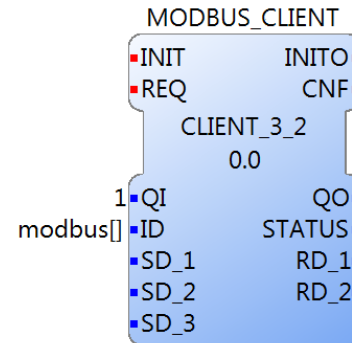 MODBUS_CLIENT
INIT INITO
REQ CNF
CLIENT_3_2
0.0
1 QI QO
modbus[] ID STATUS
SD_1 RD_1
SD_2 RD_2
SD_3